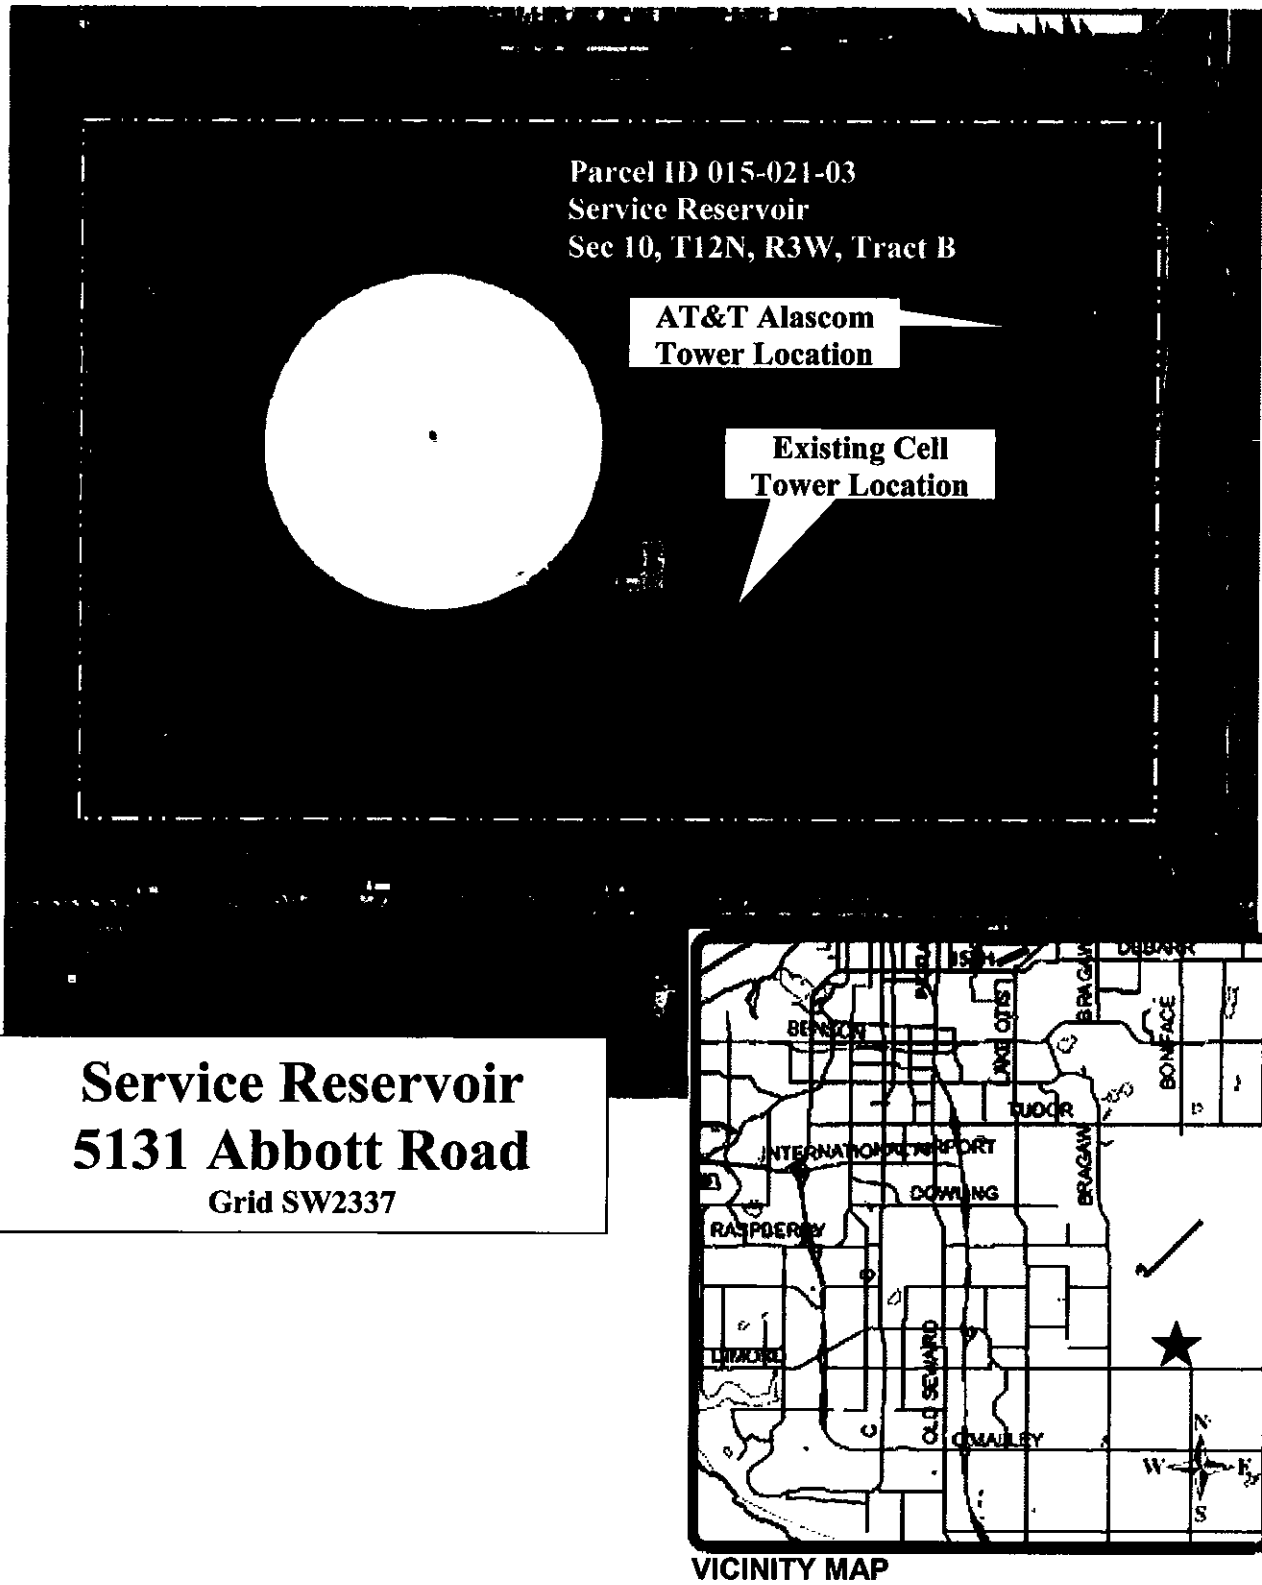 Parcel ID 015-021-03
Service Reservoir
Sec 10, T12N, R3W, Tract B
AT&T Alascom
Tower Location
Existing Cell
Tower Location
Service Reservoir
5131 Abbott Road
Grid SW2337
DEBARR
BRAGAW
LAKE OTIS
BONIFACE
BENSON
TUDOR
INTERNATIONAL AIRPORT
BRAGAW
DOWLING
RASPBERRY
C
DIMOND
OLD SEWARD
C
O'MALLEY
N
W
E
S
VICINITY MAP